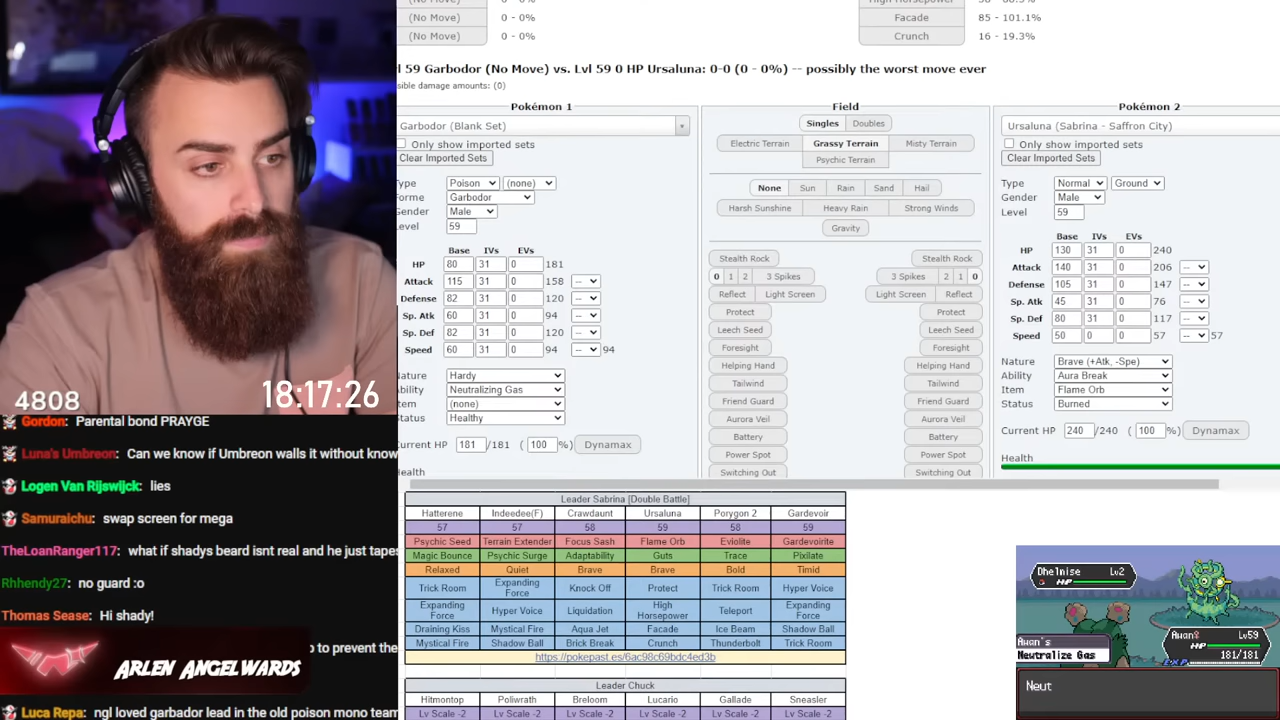 (No Move)
0 - 0%
(No Move)
0 - 0%
(No Move)
0 - 0%
Facade
85 - 101.1%
Crunch
16 - 19.3%
l 59 Garbodor (No Move) vs. Lvl 59 0 HP Ursaluna: 0-0 (0 - 0%) -- possibly the worst move ever
sible damage amounts: (0)
Pokémon 1
Garbodor (Blank Set)
Only show imported sets
Clear Imported Sets
Type Poison (none)
Forme Garbodor
Gender Male
Level 59
Base IVs EVs
HP 80 31 0 181
Attack 115 31 0 158 --
Defense 82 31 0 120 --
Sp. Atk 60 31 0 94 --
Sp. Def 82 31 0 120 --
Speed 60 31 0 94 -- 94
Nature Hardy
Ability Neutralizing Gas
Item (none)
Status Healthy
Current HP 181 /181 ( 100 %) Dynamax
Health
Field
Singles Doubles
Electric Terrain Grassy Terrain Misty Terrain
Psychic Terrain
None Sun Rain Sand Hail
Harsh Sunshine Heavy Rain Strong Winds
Gravity
Stealth Rock Stealth Rock
0 1 2 3 Spikes 3 Spikes 2 1 0
Reflect Light Screen Light Screen Reflect
Protect Protect
Leech Seed Leech Seed
Foresight Foresight
Helping Hand Helping Hand
Tailwind Tailwind
Friend Guard Friend Guard
Aurora Veil Aurora Veil
Battery Battery
Power Spot Power Spot
Switching Out Switching Out
Pokémon 2
Ursaluna (Sabrina - Saffron City)
Only show imported sets
Clear Imported Sets
Type Normal Ground
Gender Male
Level 59
Base IVs EVs
HP 130 31 0 240
Attack 140 31 0 206 --
Defense 105 31 0 147 --
Sp. Atk 45 31 0 76 --
Sp. Def 80 31 0 117 --
Speed 50 0 0 57 -- 57
Nature Brave (+Atk, -Spe)
Ability Aura Break
Item Flame Orb
Status Burned
Current HP 240 /240 ( 100 %) Dynamax
Health
4808
18:17:26
Gordon: Parental bond PRAYGE
Luna's Umbreon: Can we know if Umbreon walls it without know
Logen Van Rijswijck: lies
Samuraichu: swap screen for mega
TheLoanRanger117: what if shadys beard isnt real and he just tapes
Rhhendy27: no guard :o
Thomas Sease: Hi shady!
p to prevent the
ARLEN ANGELWARDS
Luca Repa: ngl loved garbador lead in the old poison mono team
Leader Sabrina [Double Battle]
Hatterene Indeedee(F) Crawdaunt Ursaluna Porygon 2 Gardevoir
57 57 58 59 58 59
Psychic Seed Terrain Extender Focus Sash Flame Orb Eviolite Gardevoirite
Magic Bounce Psychic Surge Adaptability Guts Trace Pixilate
Relaxed Quiet Brave Brave Bold Timid
Trick Room Expanding Force Knock Off Protect Trick Room Hyper Voice
Expanding Force Hyper Voice Liquidation High Horsepower Teleport Expanding Force
Draining Kiss Mystical Fire Aqua Jet Facade Ice Beam Shadow Ball
Mystical Fire Shadow Ball Brick Break Crunch Thunderbolt Trick Room
https://pokepast.es/6ac98c69bdc4ed3b
Leader Chuck
Hitmontop Poliwrath Breloom Lucario Gallade Sneasler
Lv Scale -2 Lv Scale -2 Lv Scale -2 Lv Scale -2 Lv Scale -2 Lv Scale -2
Dhelmise Lv2
HP
Awan's
Neutralize Gas
Awan♀ Lv59
HP
181/181
EXP
Neut